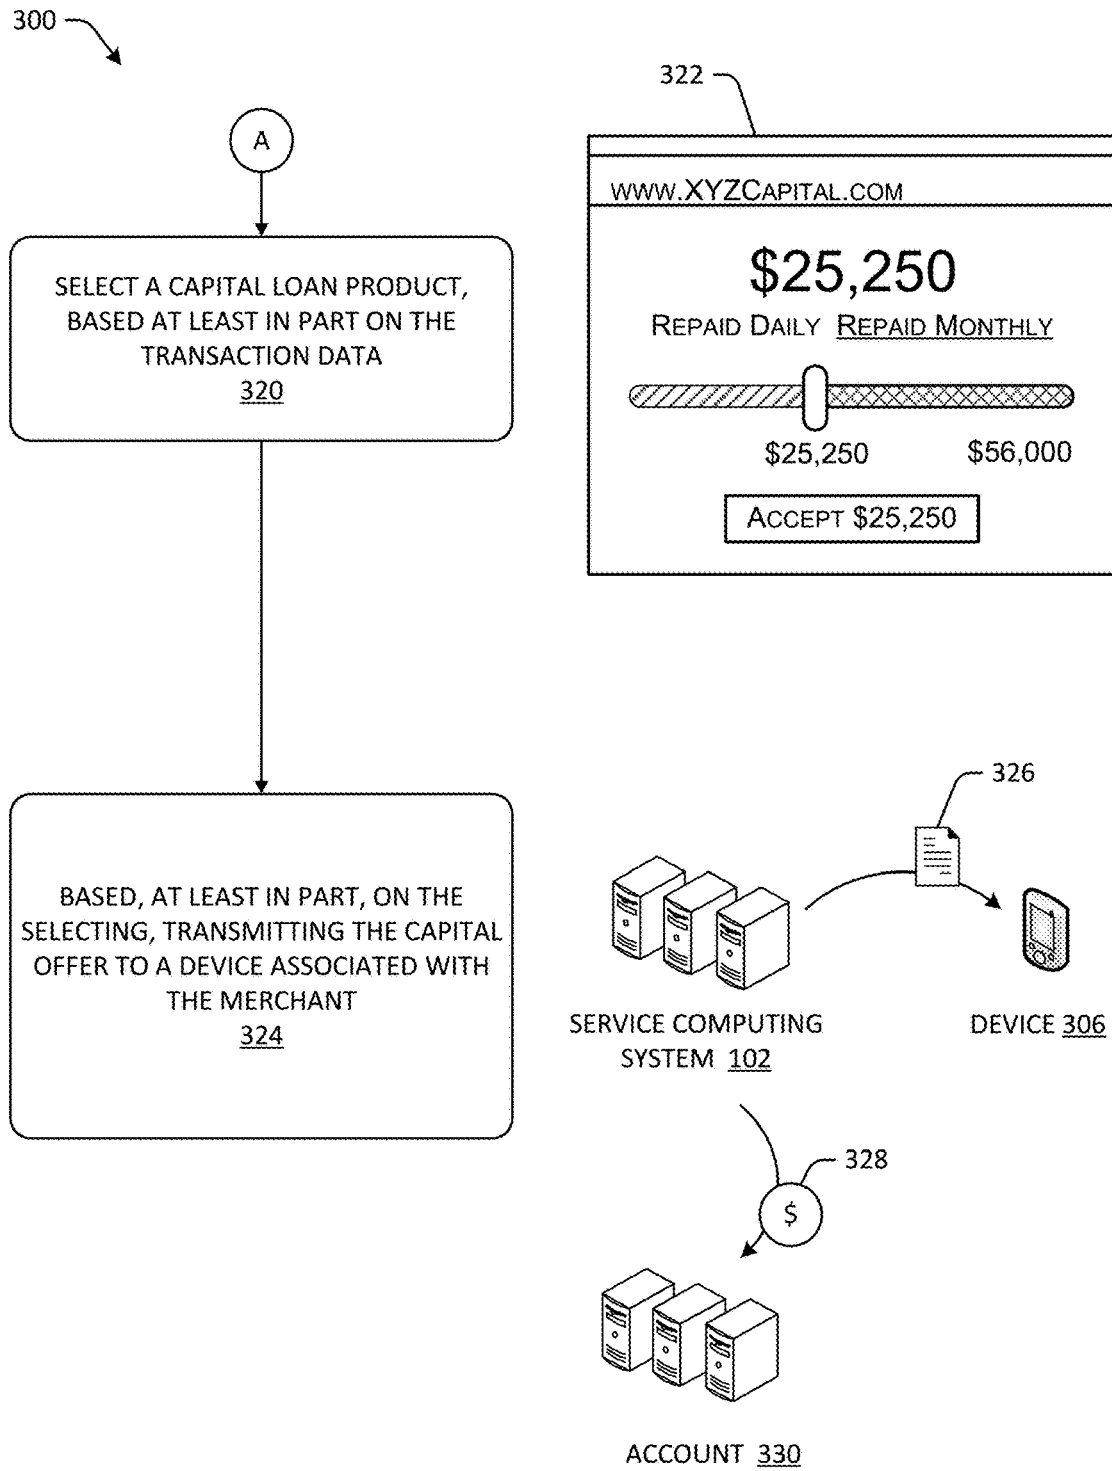 300
A
SELECT A CAPITAL LOAN PRODUCT,
BASED AT LEAST IN PART ON THE
TRANSACTION DATA
320
322
WWW.XYZCAPITAL.COM
$25,250
REPAID DAILY REPAID MONTHLY
$25,250 $56,000
ACCEPT $25,250
BASED, AT LEAST IN PART, ON THE
SELECTING, TRANSMITTING THE CAPITAL
OFFER TO A DEVICE ASSOCIATED WITH
THE MERCHANT
324
326
SERVICE COMPUTING
SYSTEM 102
DEVICE 306
328
$
ACCOUNT 330